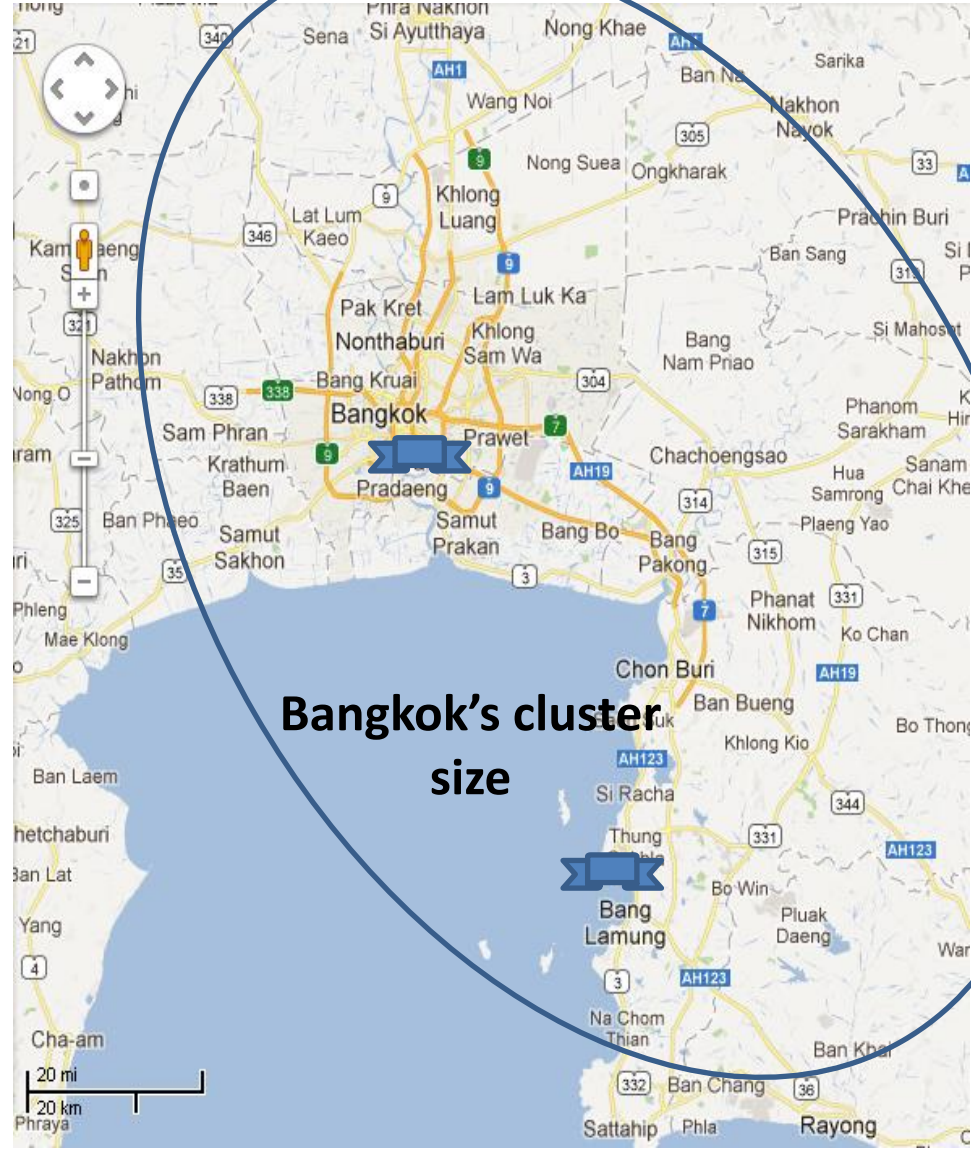 Phra Nakhon
Si Ayutthaya
Sena
Nong Khae
340
AH1
AH1
Ban Na
Sarika
21
Wang Noi
Nakhon
Nayok
305
9
Nong Suea
Ongkharak
33
9
Khlong
Luang
Lat Lum
Kaeo
346
Prachin Buri
Ban Sang
9
319
Lam Luk Ka
Pak Kret
Nonthaburi
Khlong
Sam Wa
321
Si Mahosot
Bang
Nam Priao
Nakhon
Pathom
Bang Kruai
304
338
338
Nong O
Bangkok
Phanom
Sarakham
7
Sam Phran
Prawet
9
Chachoengsao
Krathum
Baen
AH19
Hua
Samrong
Sanam
Chai Khe
Pradaeng
9
314
325
Ban Phaeo
Samut
Prakan
Bang Bo
Plaeng Yao
Samut
Sakhon
Bang
Pakong
315
35
3
Phleng
7
Phanat
Nikhom
331
Mae Klong
Ko Chan
Chon Buri
AH19
Ban Bueng
Bangkok's cluster
size
Bo Thong
Khlong Kio
AH123
Ban Laem
Si Racha
344
hetchaburi
Thung
331
AH123
Ban Lat
Bo Win
Bang
Lamung
Pluak
Daeng
Yang
4
3
AH123
Na Chom
Thian
Cha-am
Ban Khai
20 mi
20 km
332
Ban Chang
36
Phraya
Sattahip
Phla
Rayong